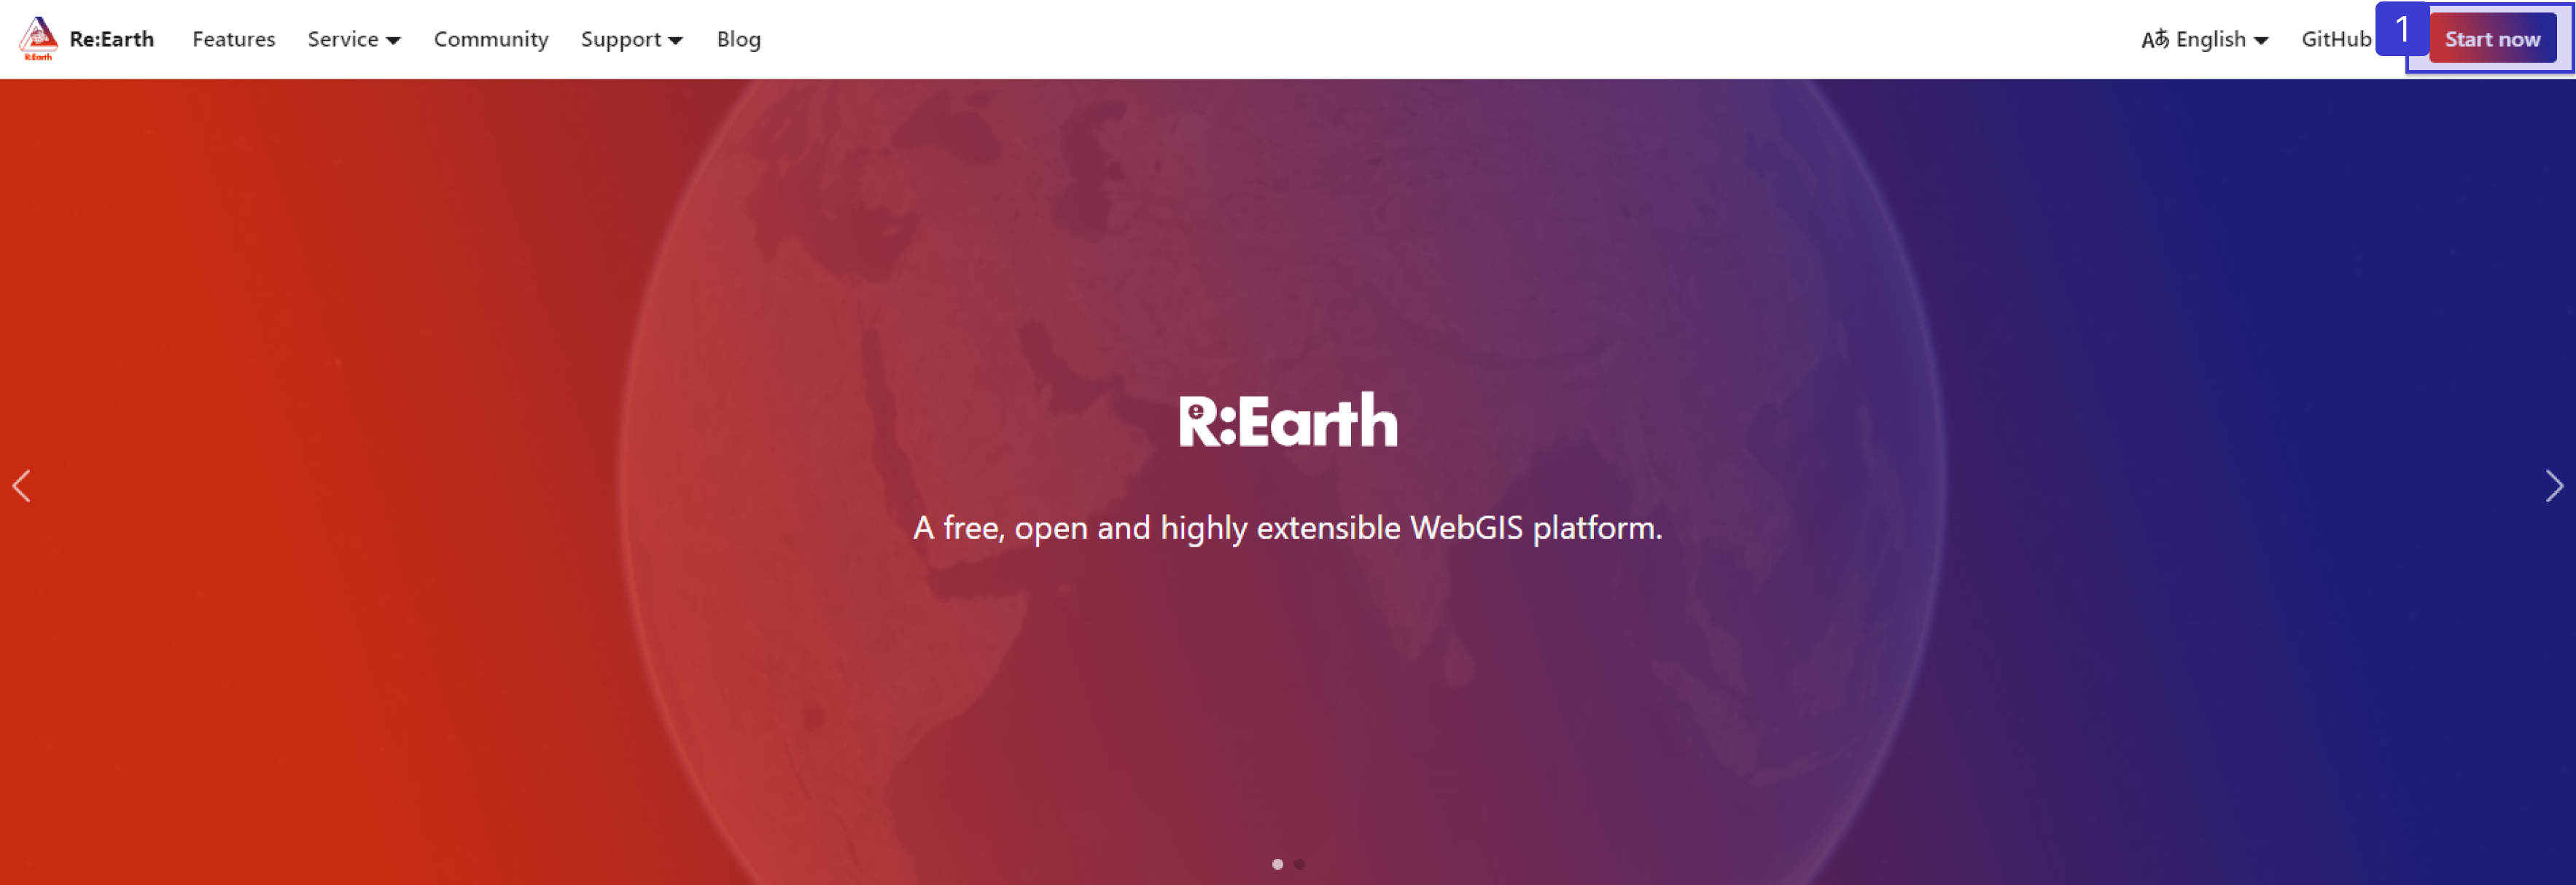 R:Earth
Re:Earth Features Service Community Support Blog Aあ English GitHub 1 Start now
Re:Earth
A free, open and highly extensible WebGIS platform.